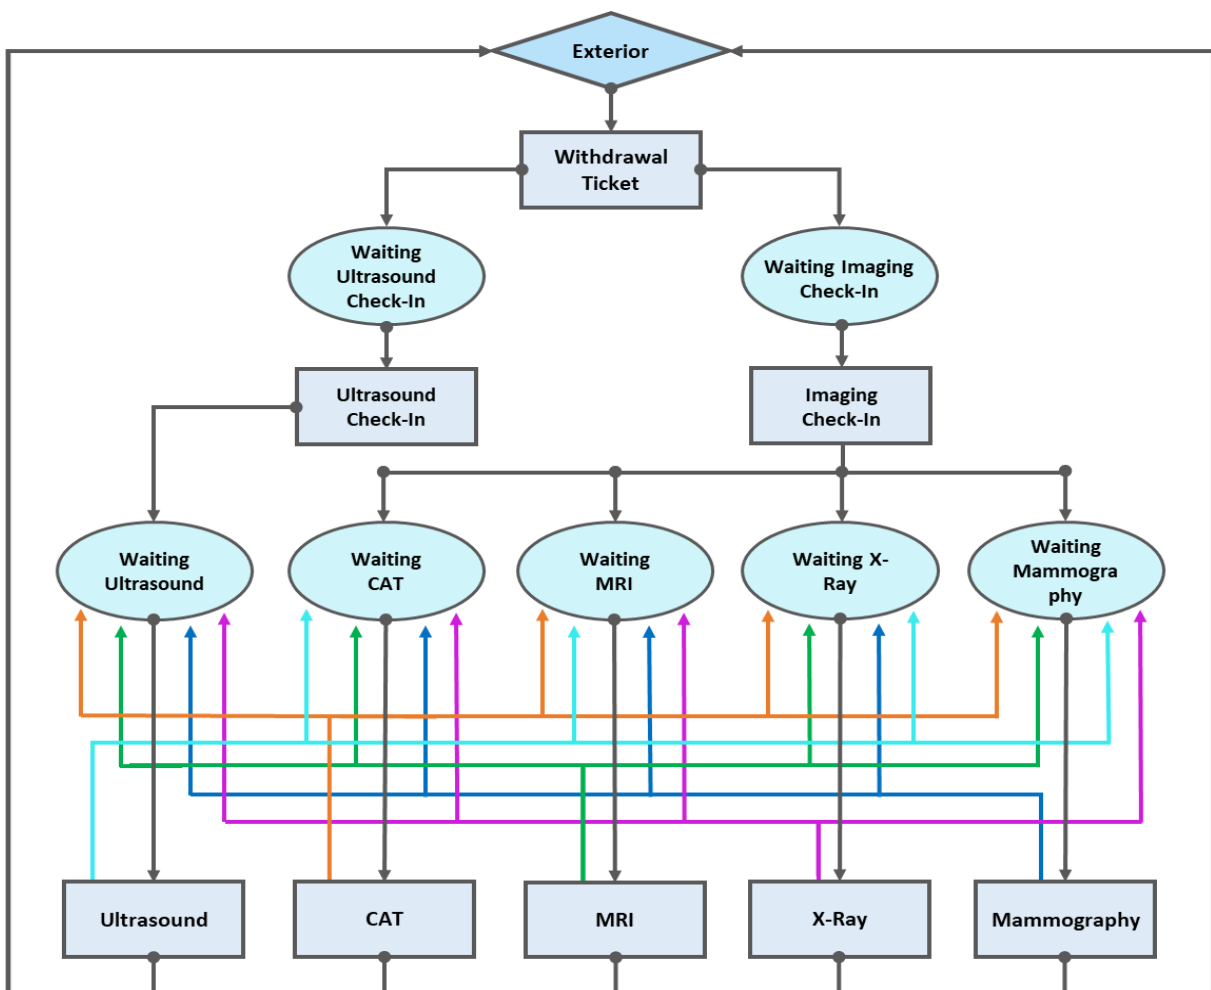 Exterior
Withdrawal
Ticket
Waiting
Ultrasound
Check-In
Waiting Imaging
Check-In
Ultrasound
Check-In
Imaging
Check-In
Waiting
Ultrasound
Waiting
CAT
Waiting
MRI
Waiting X-
Ray
Waiting
Mammogra
phy
Ultrasound
CAT
MRI
X-Ray
Mammography